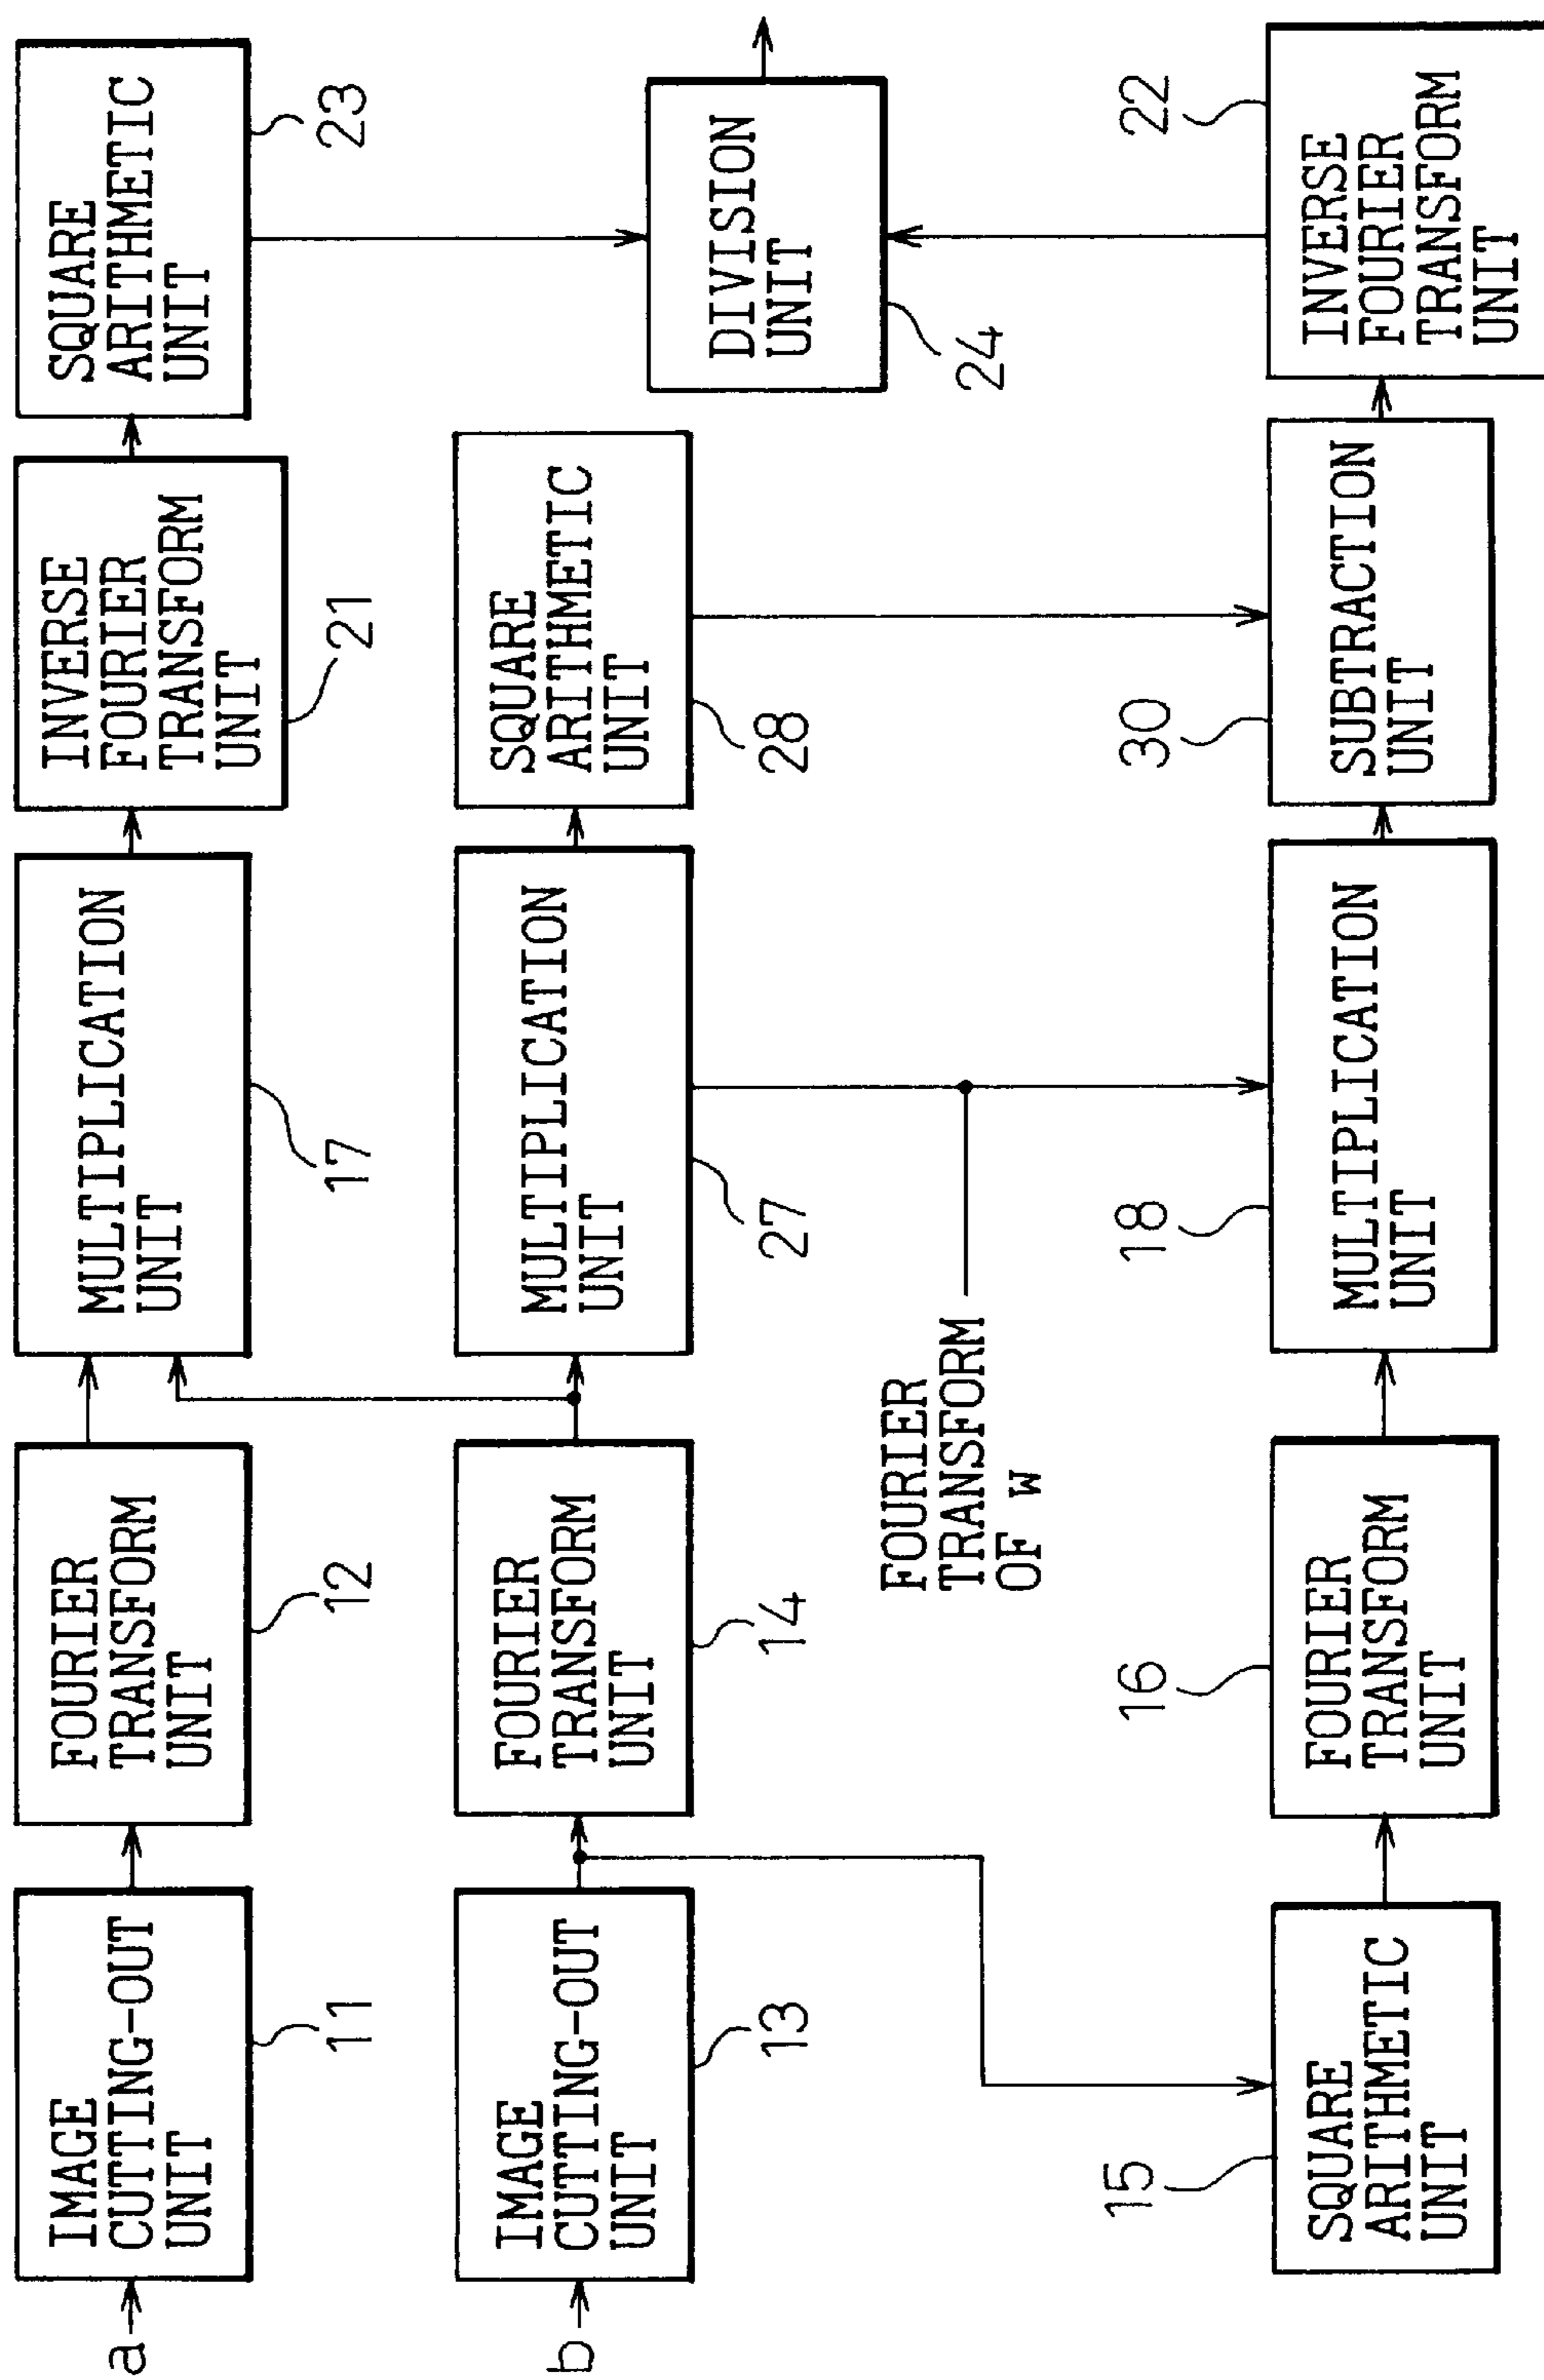 a
IMAGE
CUTTING-OUT
UNIT
11
FOURIER
TRANSFORM
UNIT
12
MULTIPLICATION
UNIT
17
INVERSE
FOURIER
TRANSFORM
UNIT
21
SQUARE
ARITHMETIC
UNIT
23
b
IMAGE
CUTTING-OUT
UNIT
13
FOURIER
TRANSFORM
UNIT
14
MULTIPLICATION
UNIT
27
SQUARE
ARITHMETIC
UNIT
28
DIVISION
UNIT
24
FOURIER
TRANSFORM
OF w
15
SQUARE
ARITHMETIC
UNIT
16
FOURIER
TRANSFORM
UNIT
18
MULTIPLICATION
UNIT
30
SUBTRACTION
UNIT
22
INVERSE
FOURIER
TRANSFORM
UNIT